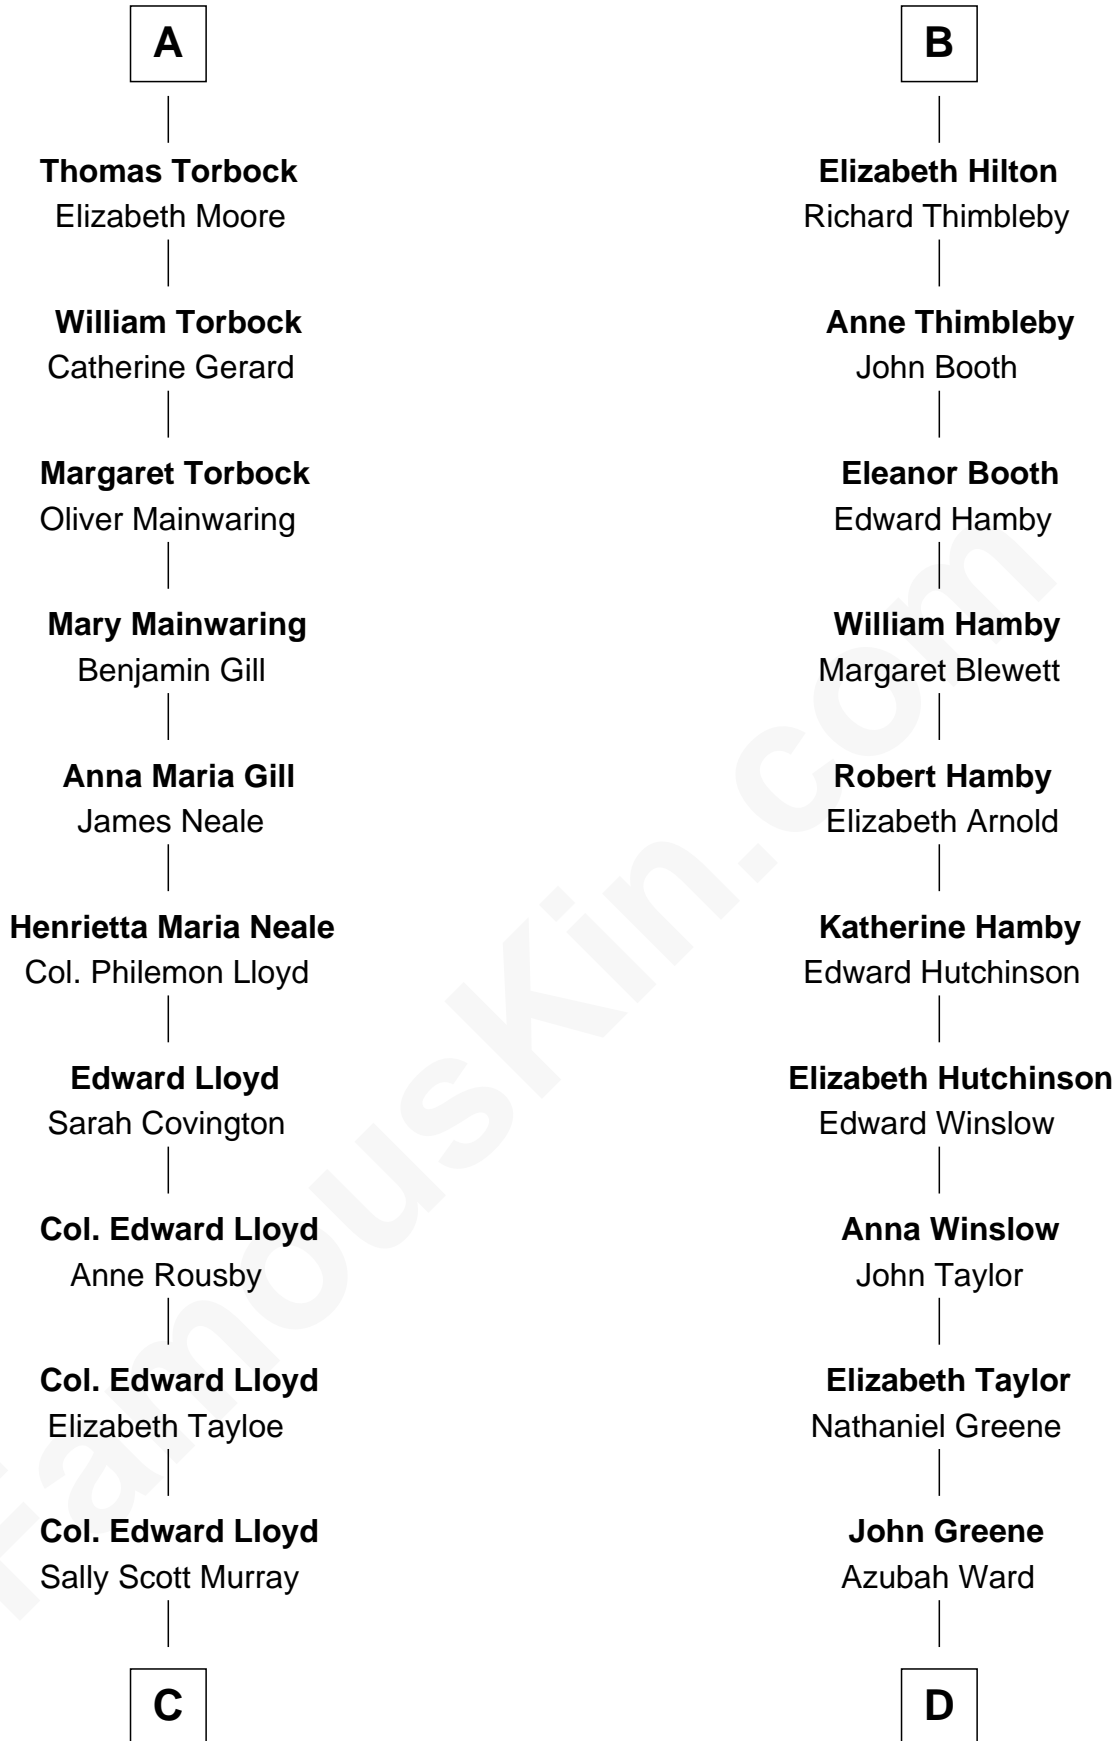 A
Thomas Torbock
Elizabeth Moore
William Torbock
Catherine Gerard
Margaret Torbock
Oliver Mainwaring
Mary Mainwaring
Benjamin Gill
Anna Maria Gill
James Neale
Henrietta Maria Neale
Col. Philemon Lloyd
Edward Lloyd
Sarah Covington
Col. Edward Lloyd
Anne Rousby
Col. Edward Lloyd
Elizabeth Tayloe
Col. Edward Lloyd
Sally Scott Murray
C
B
Elizabeth Hilton
Richard Thimbleby
Anne Thimbleby
John Booth
Eleanor Booth
Edward Hamby
William Hamby
Margaret Blewett
Robert Hamby
Elizabeth Arnold
Katherine Hamby
Edward Hutchinson
Elizabeth Hutchinson
Edward Winslow
Anna Winslow
John Taylor
Elizabeth Taylor
Nathaniel Greene
John Greene
Azubah Ward
D
FamousKin.com